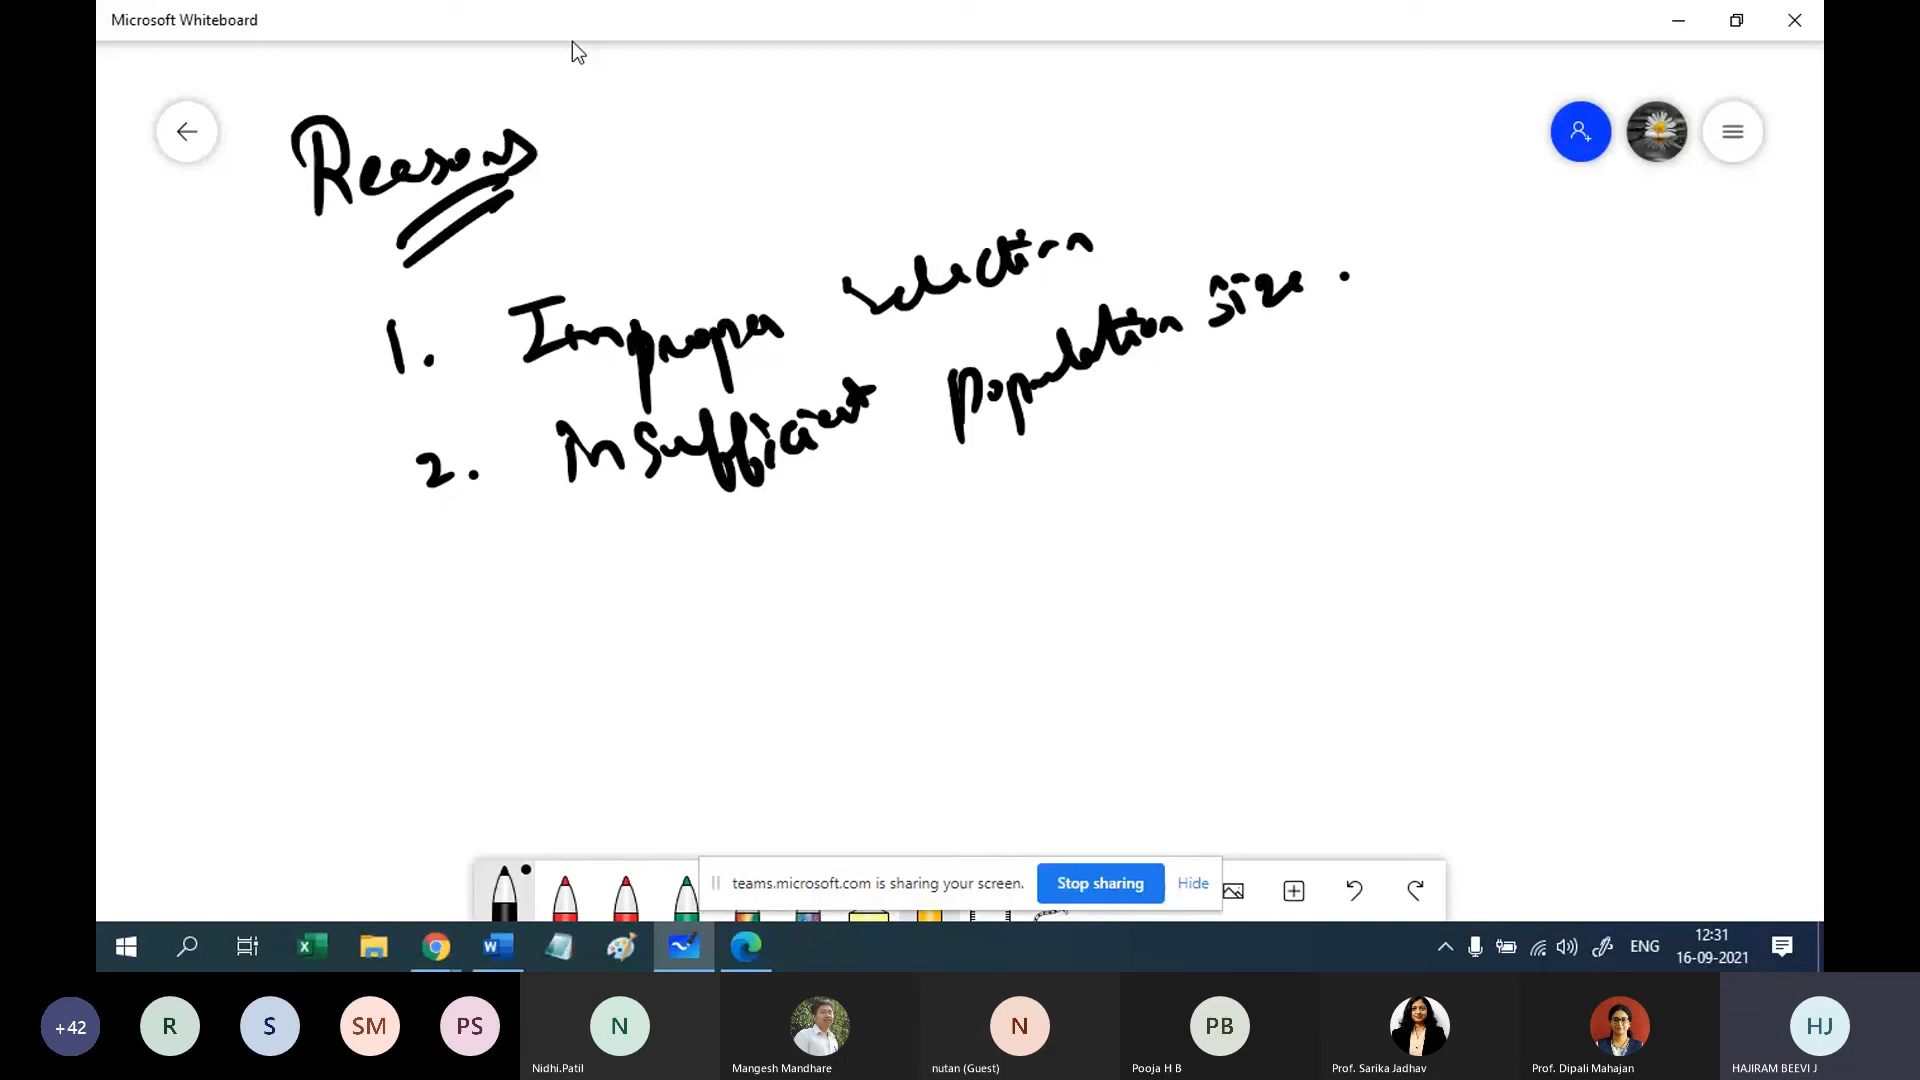 Microsoft Whiteboard
Reasons
1. Improper selection
2. insufficient population size.
teams.microsoft.com is sharing your screen. Stop sharing Hide
ENG
12:31
16-09-2021
+42 R S SM PS N N PB HJ
Nidhi.Patil Mangesh Mandhare nutan (Guest) Pooja H B Prof. Sarika Jadhav Prof. Dipali Mahajan HAJIRAM BEEVI J